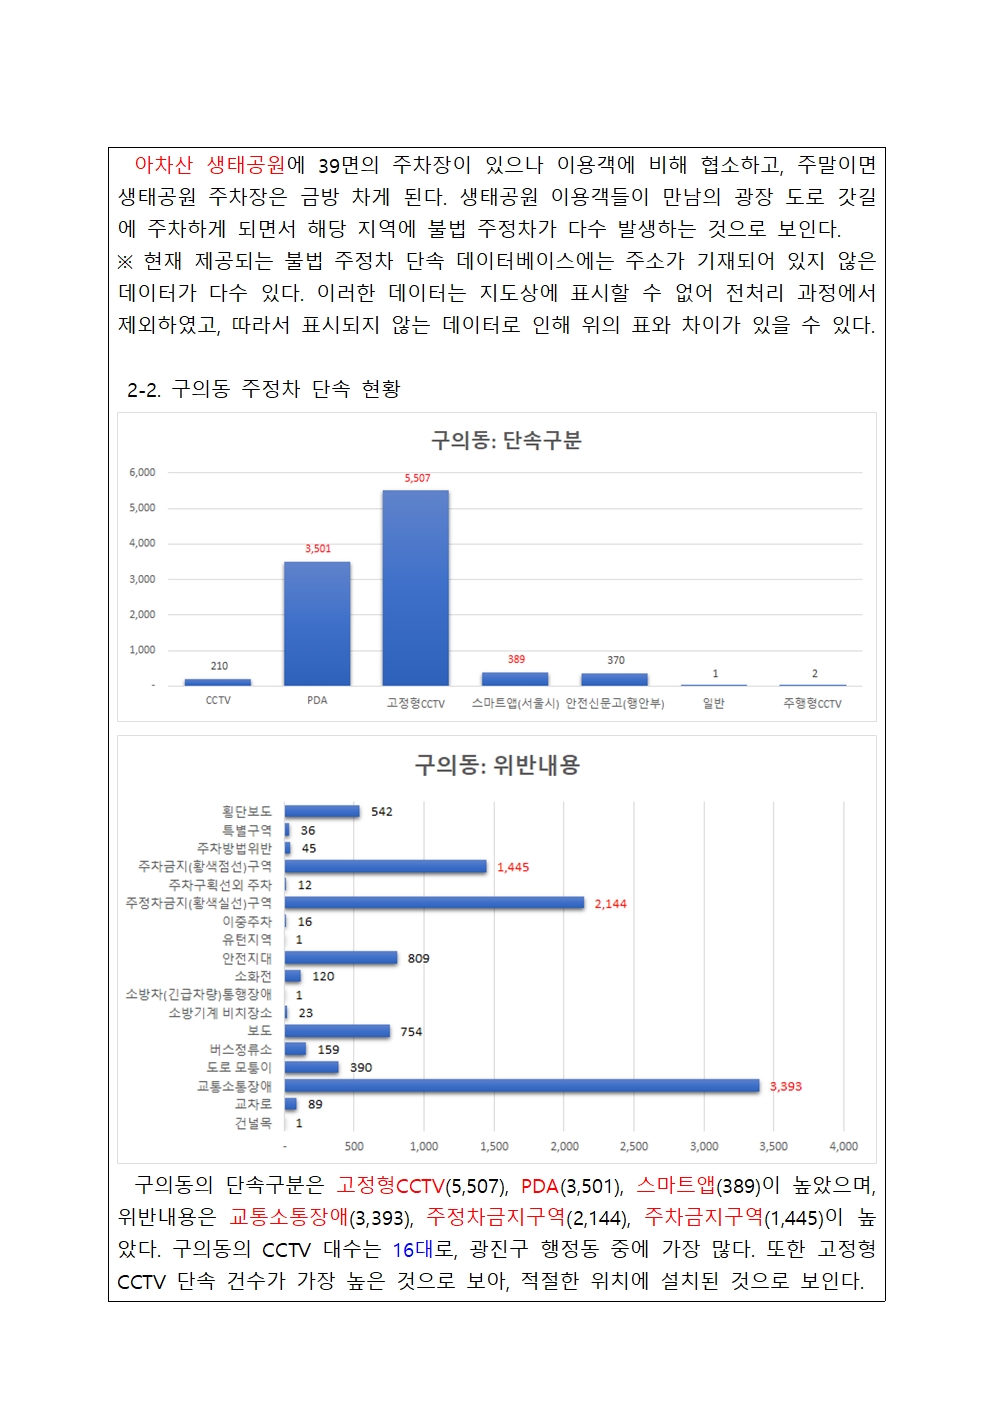 아차산 생태공원에 39면의 주차장이 있으나 이용객에 비해 협소하고, 주말이면
생태공원 주차장은 금방 차게 된다. 생태공원 이용객들이 만남의 광장 도로 갓길
에 주차하게 되면서 해당 지역에 불법 주정차가 다수 발생하는 것으로 보인다.
※ 현재 제공되는 불법 주정차 단속 데이터베이스에는 주소가 기재되어 있지 않은
데이터가 다수 있다. 이러한 데이터는 지도상에 표시할 수 없어 전처리 과정에서
제외하였고, 따라서 표시되지 않는 데이터로 인해 위의 표와 차이가 있을 수 있다.
2-2. 구의동 주정차 단속 현황
구의동: 단속구분
6,000
5,000
4,000
3,000
2,000
1,000
-
210
3,501
5,507
389
370
1
2
CCTV
PDA
고정형CCTV
스마트앱(서울시)
안전신문고(행안부)
일반
주행형CCTV
구의동: 위반내용
횡단보도 542
특별구역 36
주차방법위반 45
주차금지(황색점선)구역 1,445
주차구획선외 주차 12
주정차금지(황색실선)구역 2,144
이중주차 16
유턴지역 1
안전지대 809
소화전 120
소방차(긴급차량)통행장애 1
소방기계 비치장소 23
보도 754
버스정류소 159
도로 모퉁이 390
교통소통장애 3,393
교차로 89
건널목 1
- 500 1,000 1,500 2,000 2,500 3,000 3,500 4,000
구의동의 단속구분은 고정형CCTV(5,507), PDA(3,501), 스마트앱(389)이 높았으며,
위반내용은 교통소통장애(3,393), 주정차금지구역(2,144), 주차금지구역(1,445)이 높
았다. 구의동의 CCTV 대수는 16대로, 광진구 행정동 중에 가장 많다. 또한 고정형
CCTV 단속 건수가 가장 높은 것으로 보아, 적절한 위치에 설치된 것으로 보인다.